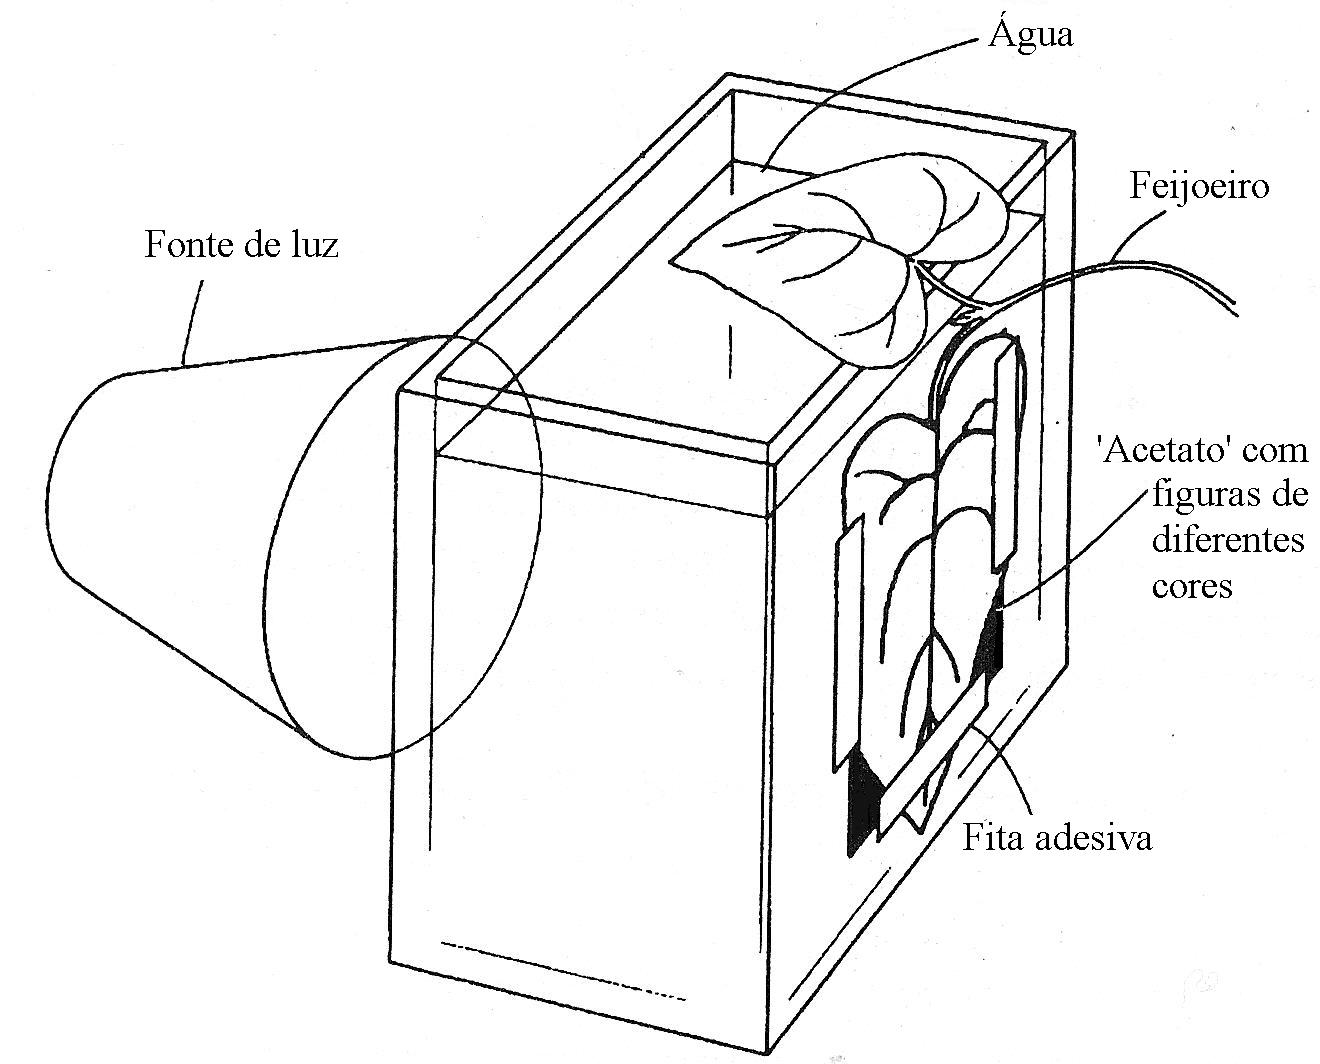 Água
Feijoeiro
Fonte de luz
'Acetato' com
figuras de
diferentes
cores
Fita adesiva